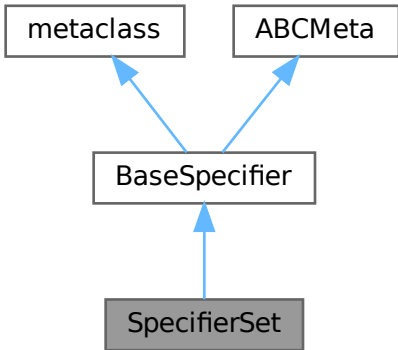 metaclass
ABCMeta
BaseSpecifier
SpecifierSet